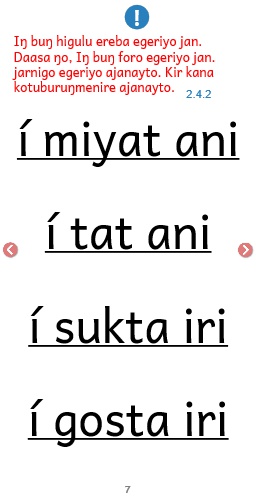 !
Iŋ buŋ higulu ereba egeriyo jan.
Daasa ŋo, Iŋ buŋ foro egeriyo jan.
jarnigo egeriyo ajanayto. Kir kana
kotuburuŋmenire ajanayto. 2.4.2
í miyat ani
í tat ani
í sukta iri
í gosta iri
7